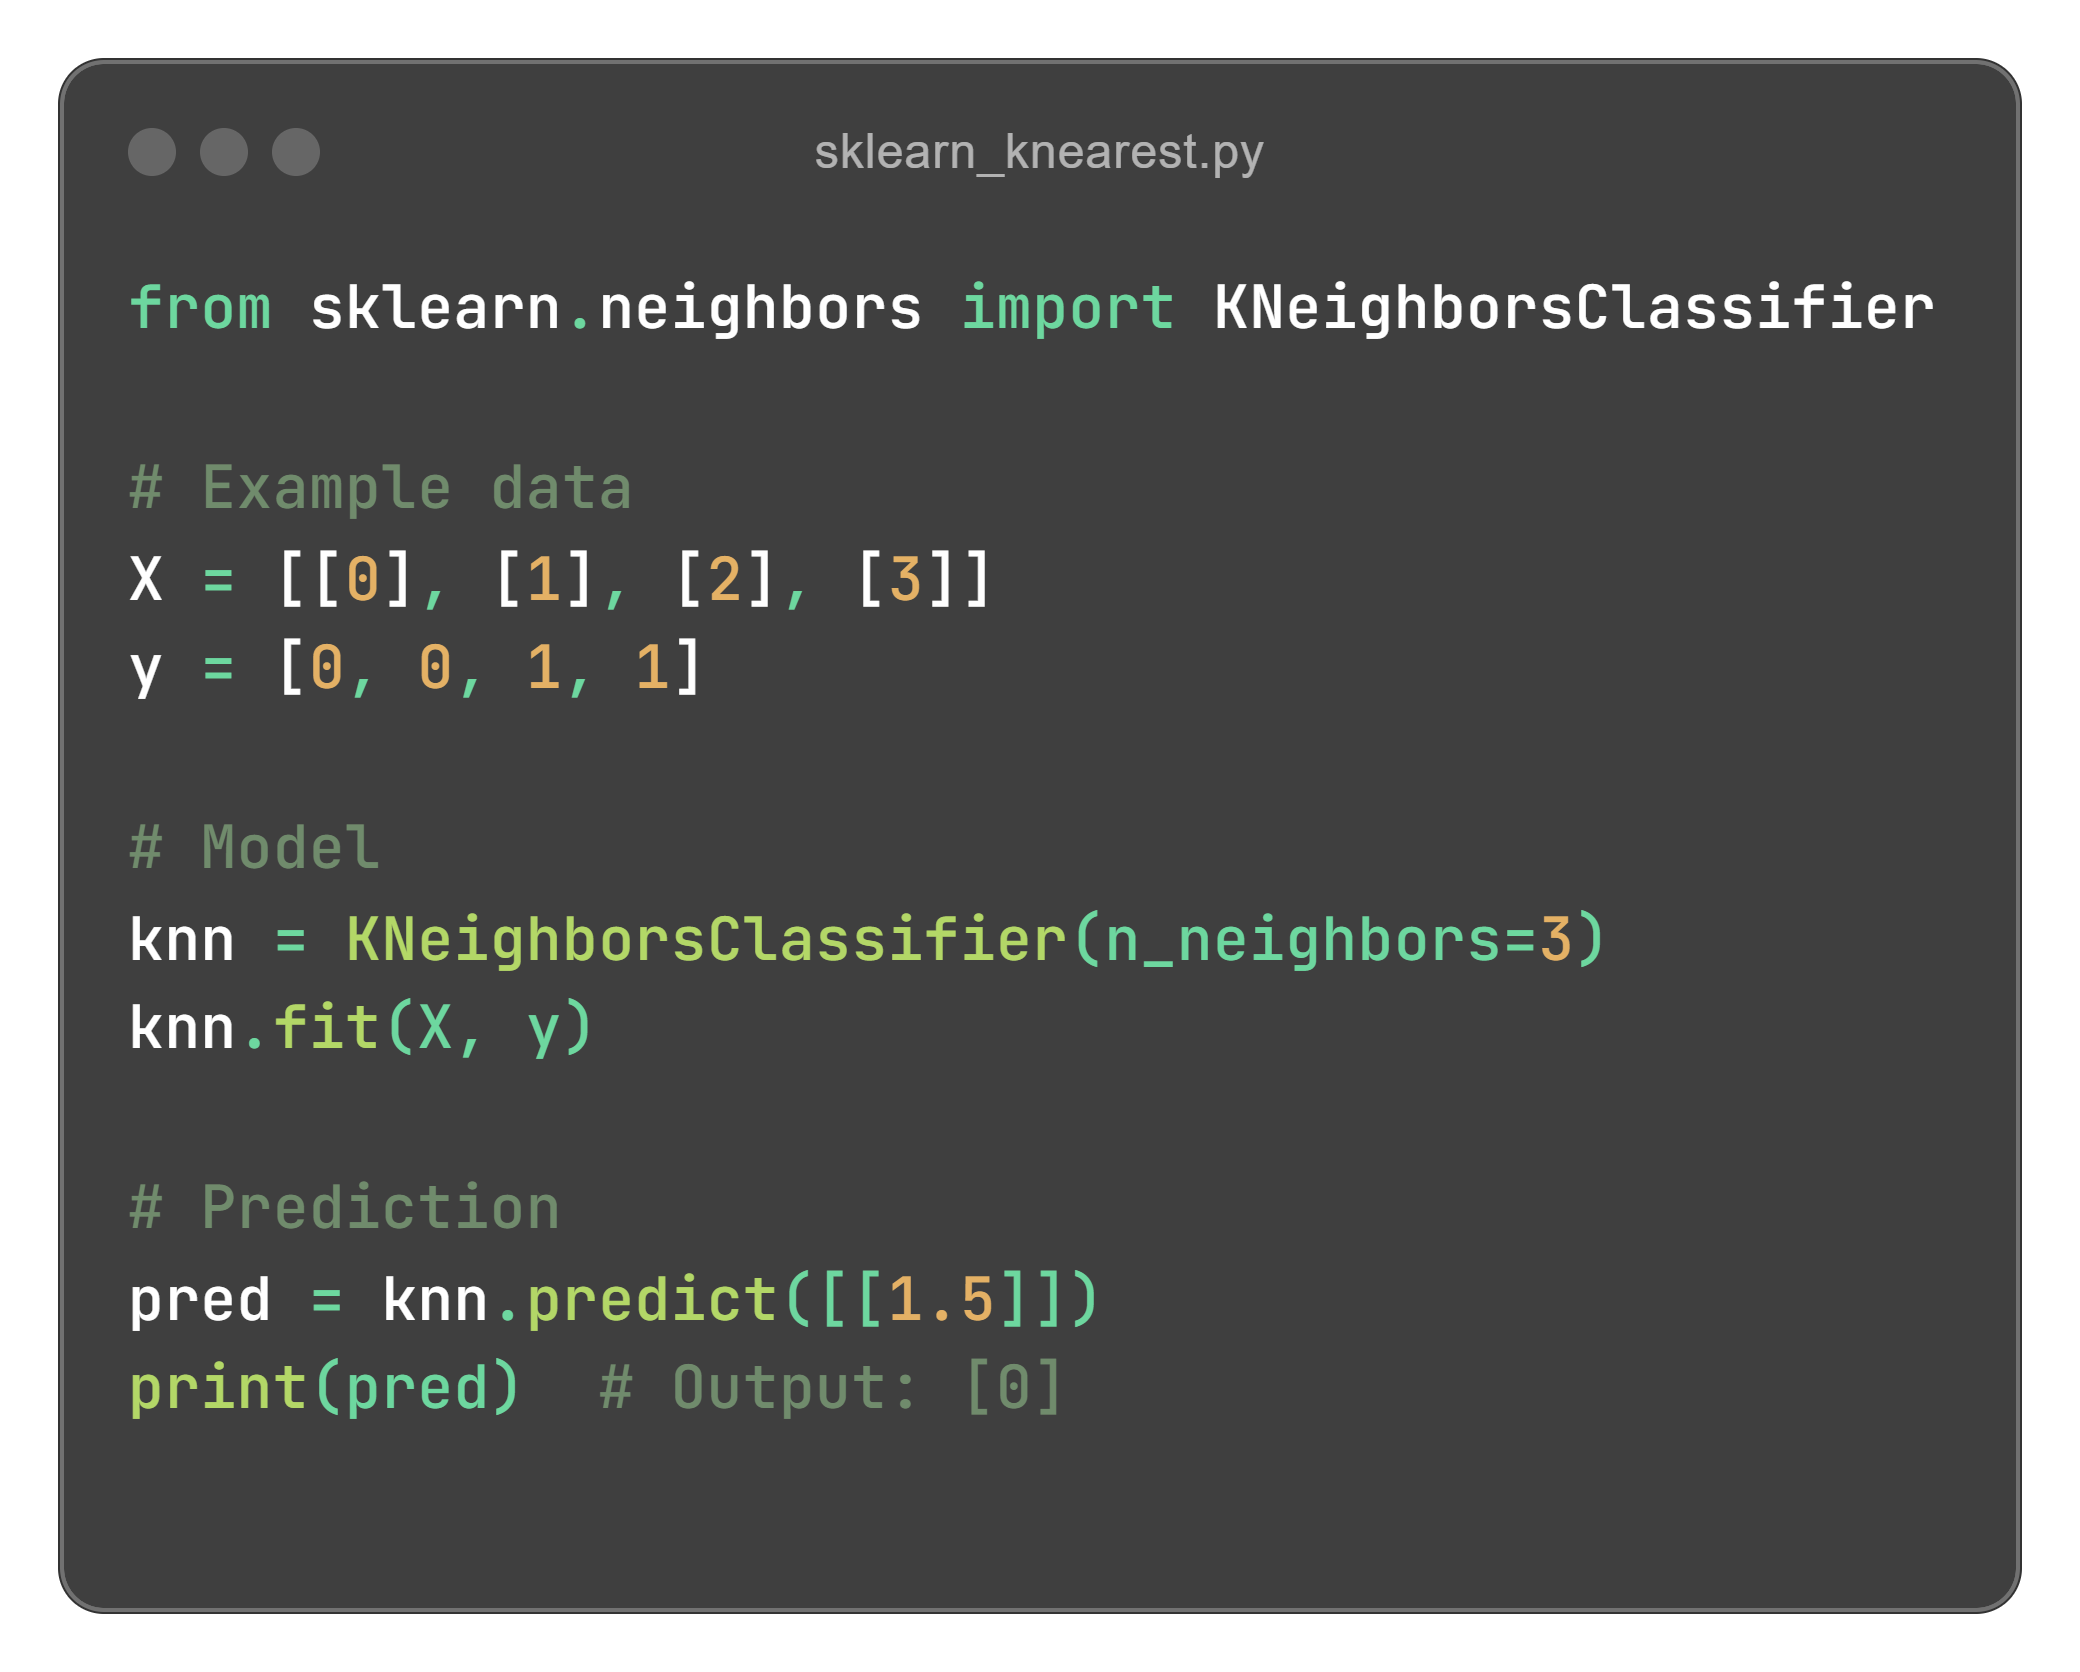 sklearn_knearest.py
from sklearn.neighbors import KNeighborsClassifier
# Example data
X = [[0], [1], [2], [3]]
y = [0, 0, 1, 1]
# Model
knn = KNeighborsClassifier(n_neighbors=3)
knn.fit(X, y)
# Prediction
pred = knn.predict([[1.5]])
print(pred)  # Output: [0]